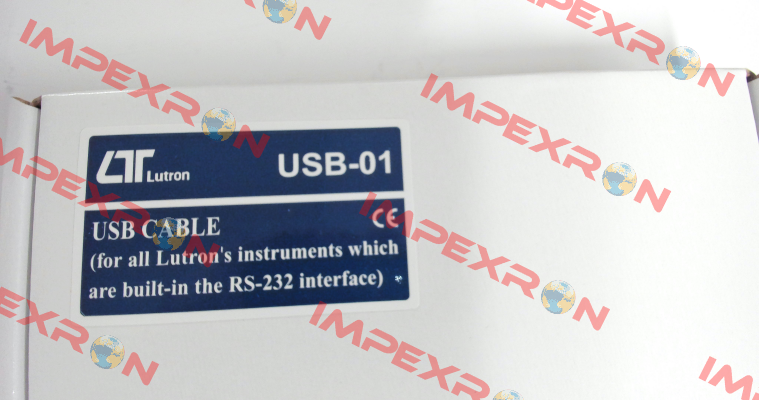 IMPEXRON
IMPEXRON
IMPEXRON
LT Lutron USB-01
USB CABLE CE
(for all Lutron's instruments which
are built-in the RS-232 interface)
IMPEXRON
IMPEXRON